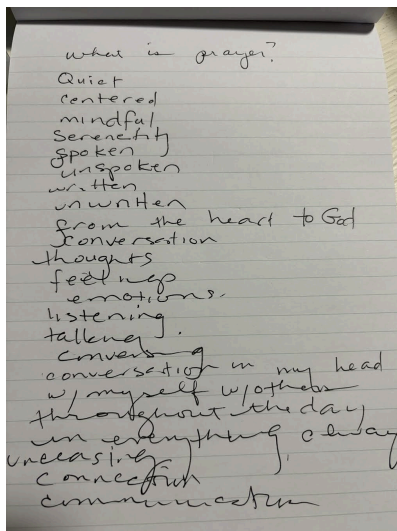 what is prayer?
Quiet
centered
mindful
Serenetity
spoken
unspoken
written
unwritten
from the heart to God
conversation
thoughts
feelings
emotions.
listening
talking.
conversing
conversation in my head
w/ myself w/others
throughout the day
in everything, always
unceasing
connection
communication